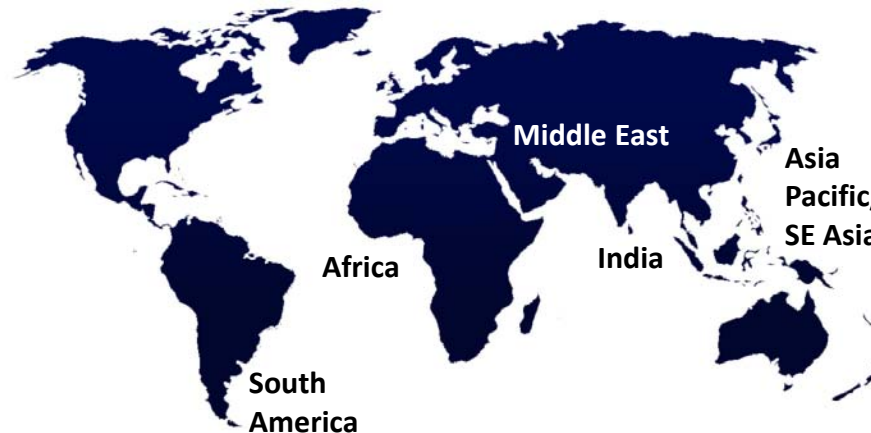 Middle East
Asia
Pacific,
SE Asia
Africa
India
South
America